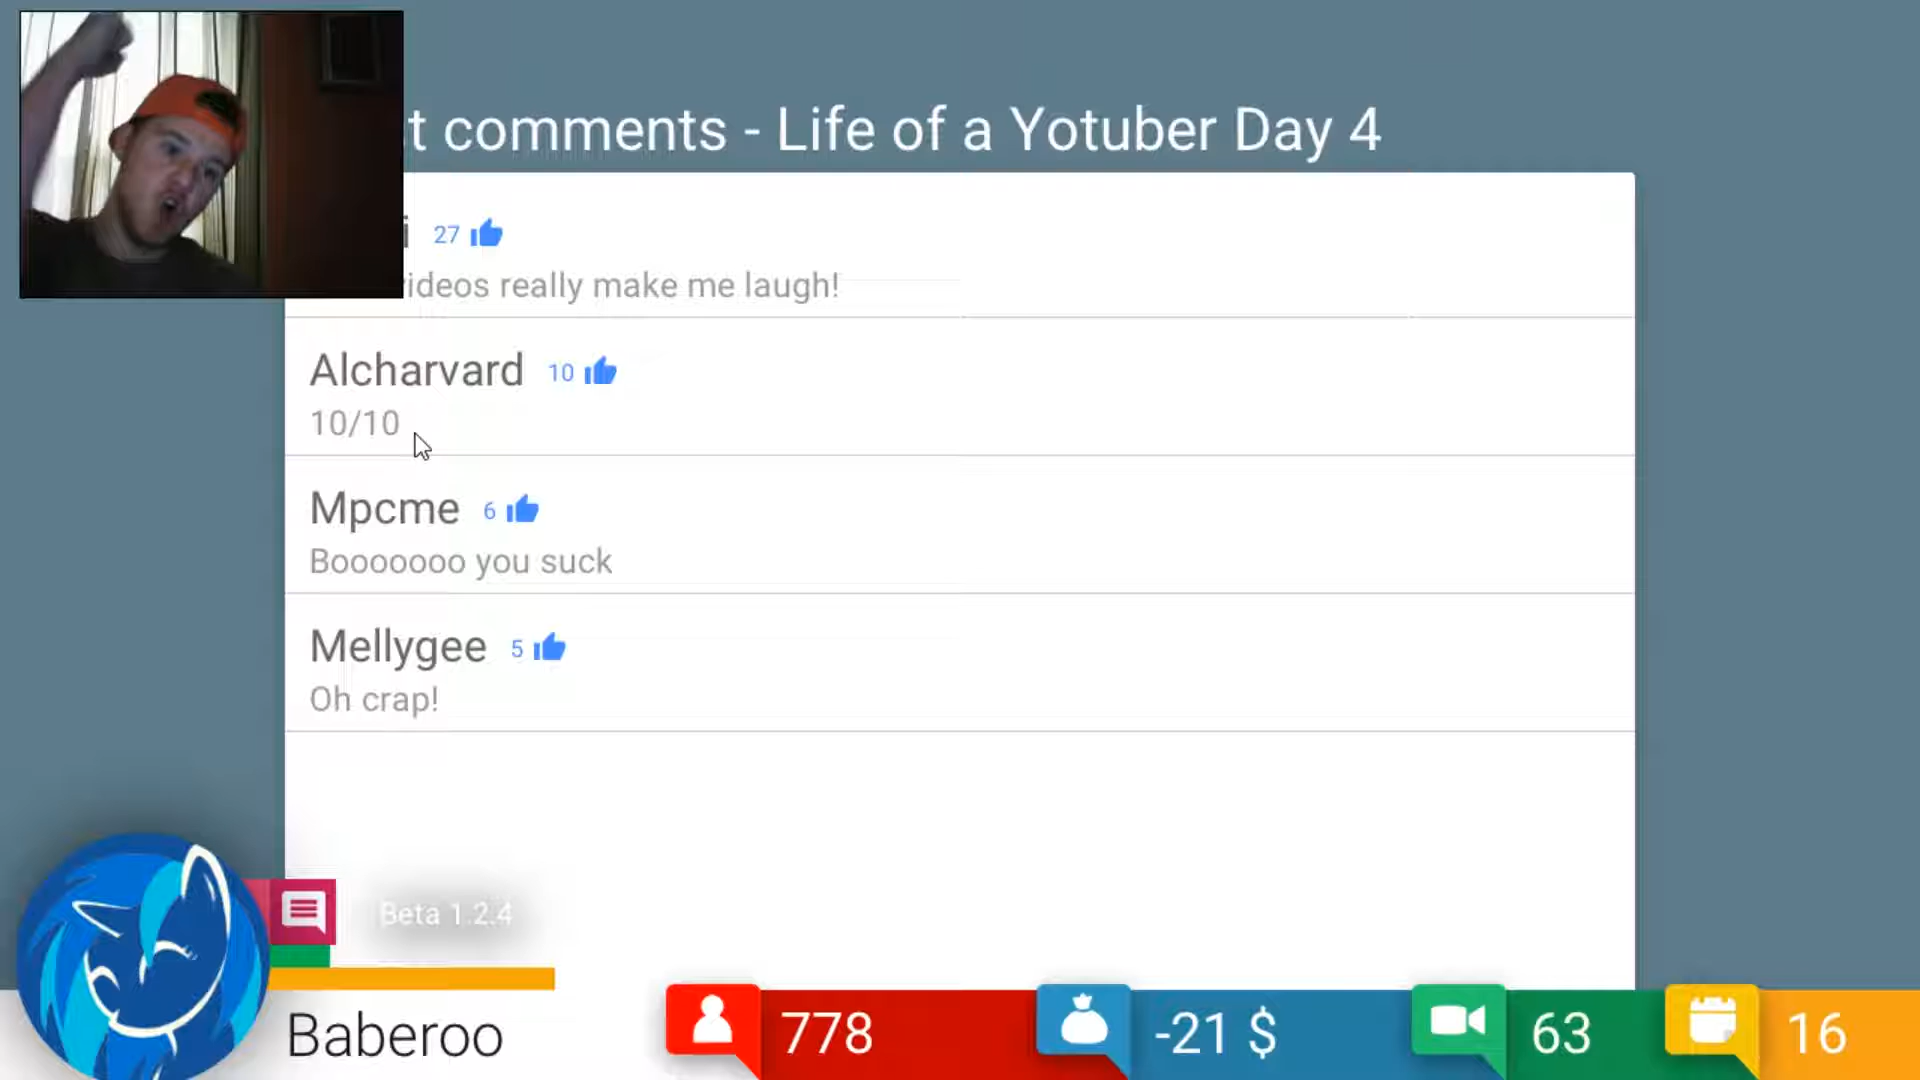 comments - Life of a Yotuber Day 4
27
really make me laugh!
Alcharvard 10
10/10
Mpcme 6
Booooooo you suck
Mellygee 5
Oh crap!
Beta 1.2.4
Baberoo
778
-21 $
63
16